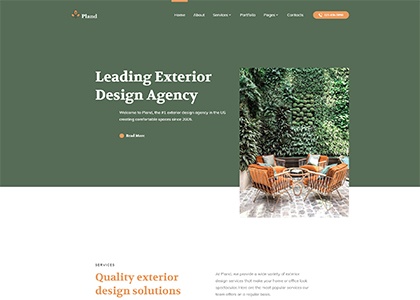 Pland
Home About Services Portfolio Pages Contacts
Leading Exterior
Design Agency
Welcome to Pland, the #1 exterior design agency in the US
creating comfortable spaces since 2009.
Read More
SERVICES
Quality exterior
design solutions
At Pland, we provide a wide variety of exterior
design services that make your home or office look
Here are the most popular services our
team offers on a regular basis.